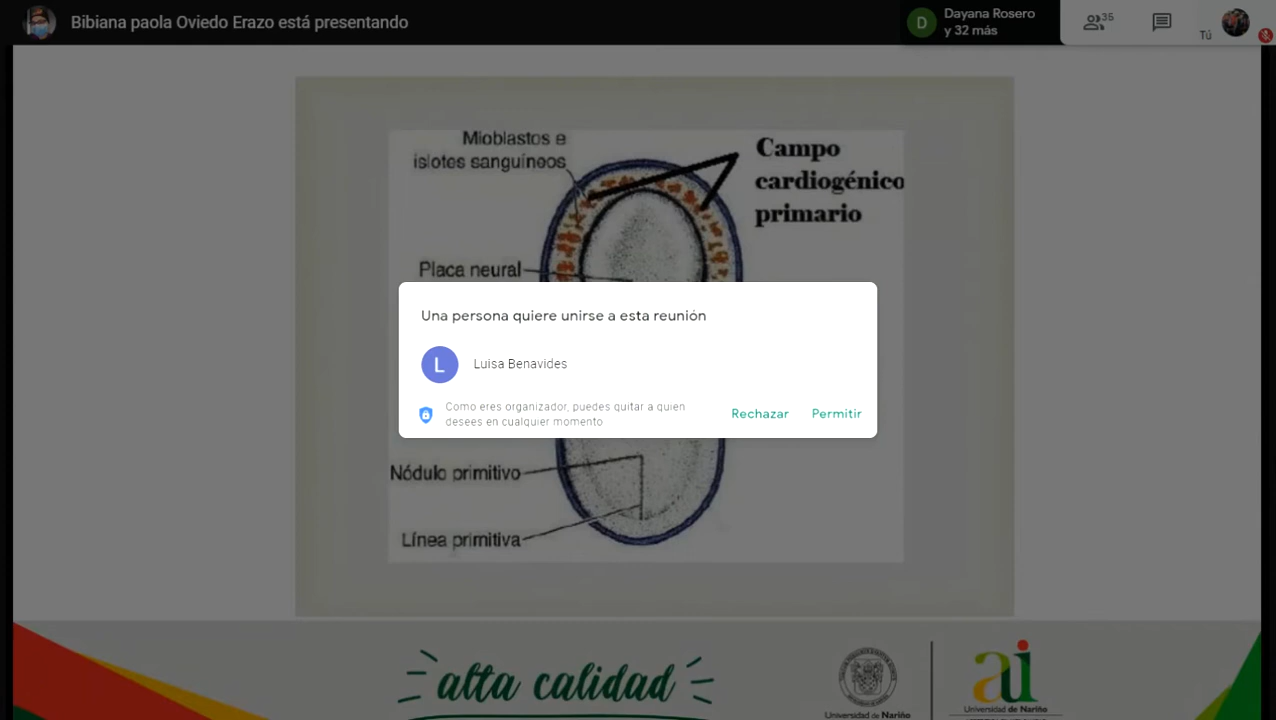 Bibiana paola Oviedo Erazo está presentando
Dayana Rosero
y 32 más
D
35
Tú
Mioblastos e
islotes sanguíneos
Campo
cardiogénico
primario
Placa neural
Una persona quiere unirse a esta reunión
L
Luisa Benavides
Como eres organizador, puedes quitar a quien
desees en cualquier momento
Rechazar
Permitir
Nódulo primitivo
Línea primitiva
alta calidad
ai
Universidad de Nariño
Universidad de Nariño